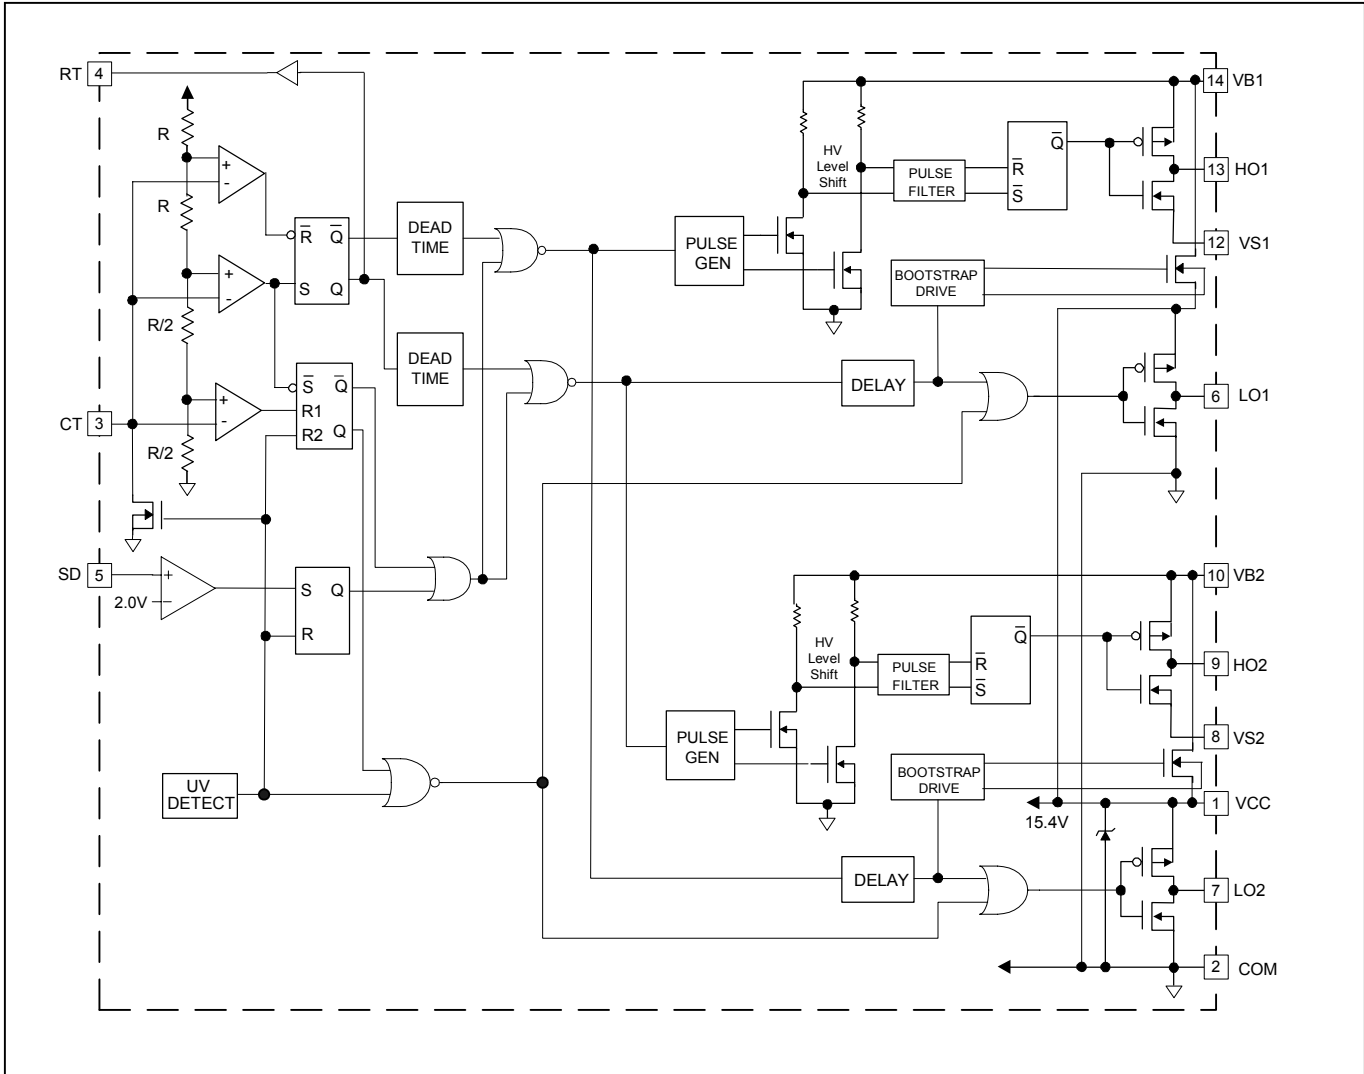 RT 4
14 VB1
R
HV
Level
Shift
Q̅
PULSE
FILTER
R̅
S̅
13 HO1
R
R̅ Q̅
S Q
DEAD
TIME
PULSE
GEN
12 VS1
BOOTSTRAP
DRIVE
R/2
DEAD
TIME
DELAY
S̅ Q̅
R1
R2 Q
6 LO1
CT 3
R/2
SD 5
+
-
2.0V
S Q
R
10 VB2
HV
Level
Shift
Q̅
PULSE
FILTER
R̅
S̅
9 HO2
PULSE
GEN
8 VS2
BOOTSTRAP
DRIVE
UV
DETECT
1 VCC
15.4V
DELAY
7 LO2
2 COM
+
-
+
-
+
-